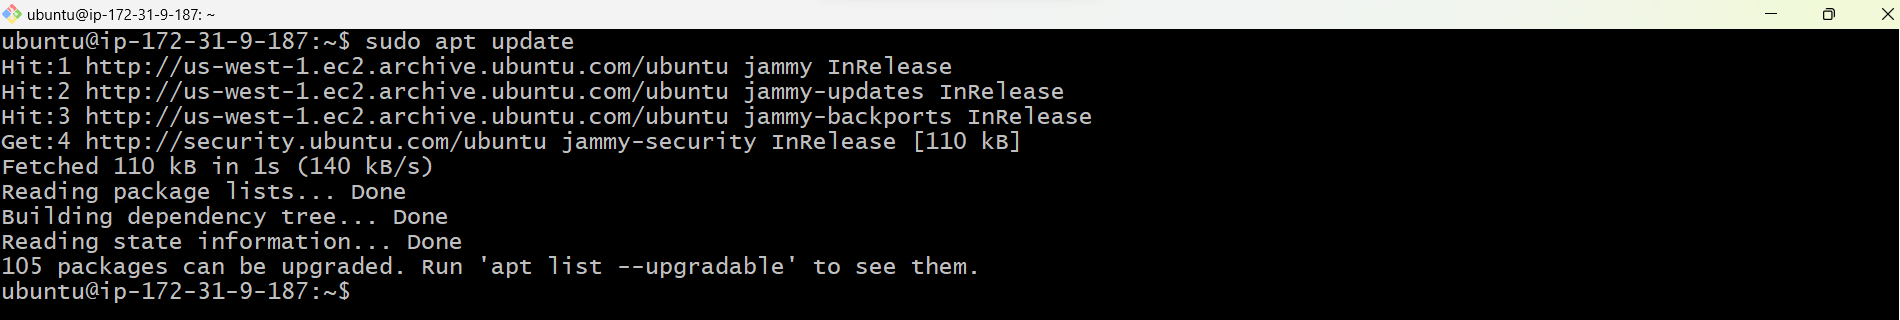 ubuntu@ip-172-31-9-187: ~
ubuntu@ip-172-31-9-187:~$ sudo apt update
Hit:1 http://us-west-1.ec2.archive.ubuntu.com/ubuntu jammy InRelease
Hit:2 http://us-west-1.ec2.archive.ubuntu.com/ubuntu jammy-updates InRelease
Hit:3 http://us-west-1.ec2.archive.ubuntu.com/ubuntu jammy-backports InRelease
Get:4 http://security.ubuntu.com/ubuntu jammy-security InRelease [110 kB]
Fetched 110 kB in 1s (140 kB/s)
Reading package lists... Done
Building dependency tree... Done
Reading state information... Done
105 packages can be upgraded. Run 'apt list --upgradable' to see them.
ubuntu@ip-172-31-9-187:~$